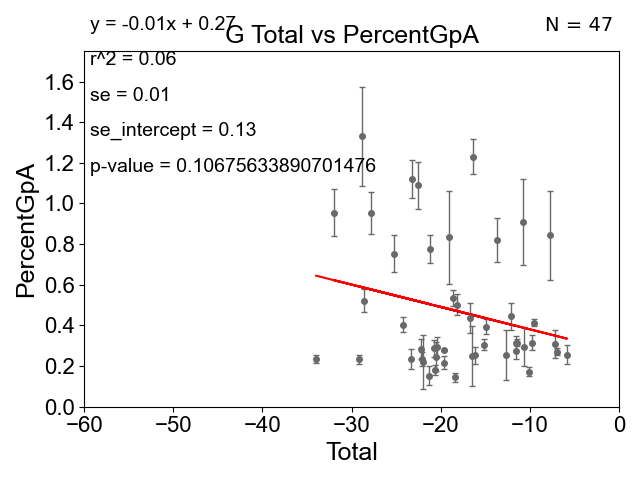 y = -0.01x + 0.27
G Total vs PercentGpA
N = 47
r^2 = 0.06
se = 0.01
se_intercept = 0.13
p-value = 0.10675633890701476
PercentGpA
1.6
1.4
1.2
1.0
0.8
0.6
0.4
0.2
0.0
−60 −50 −40 −30 −20 −10 0
Total